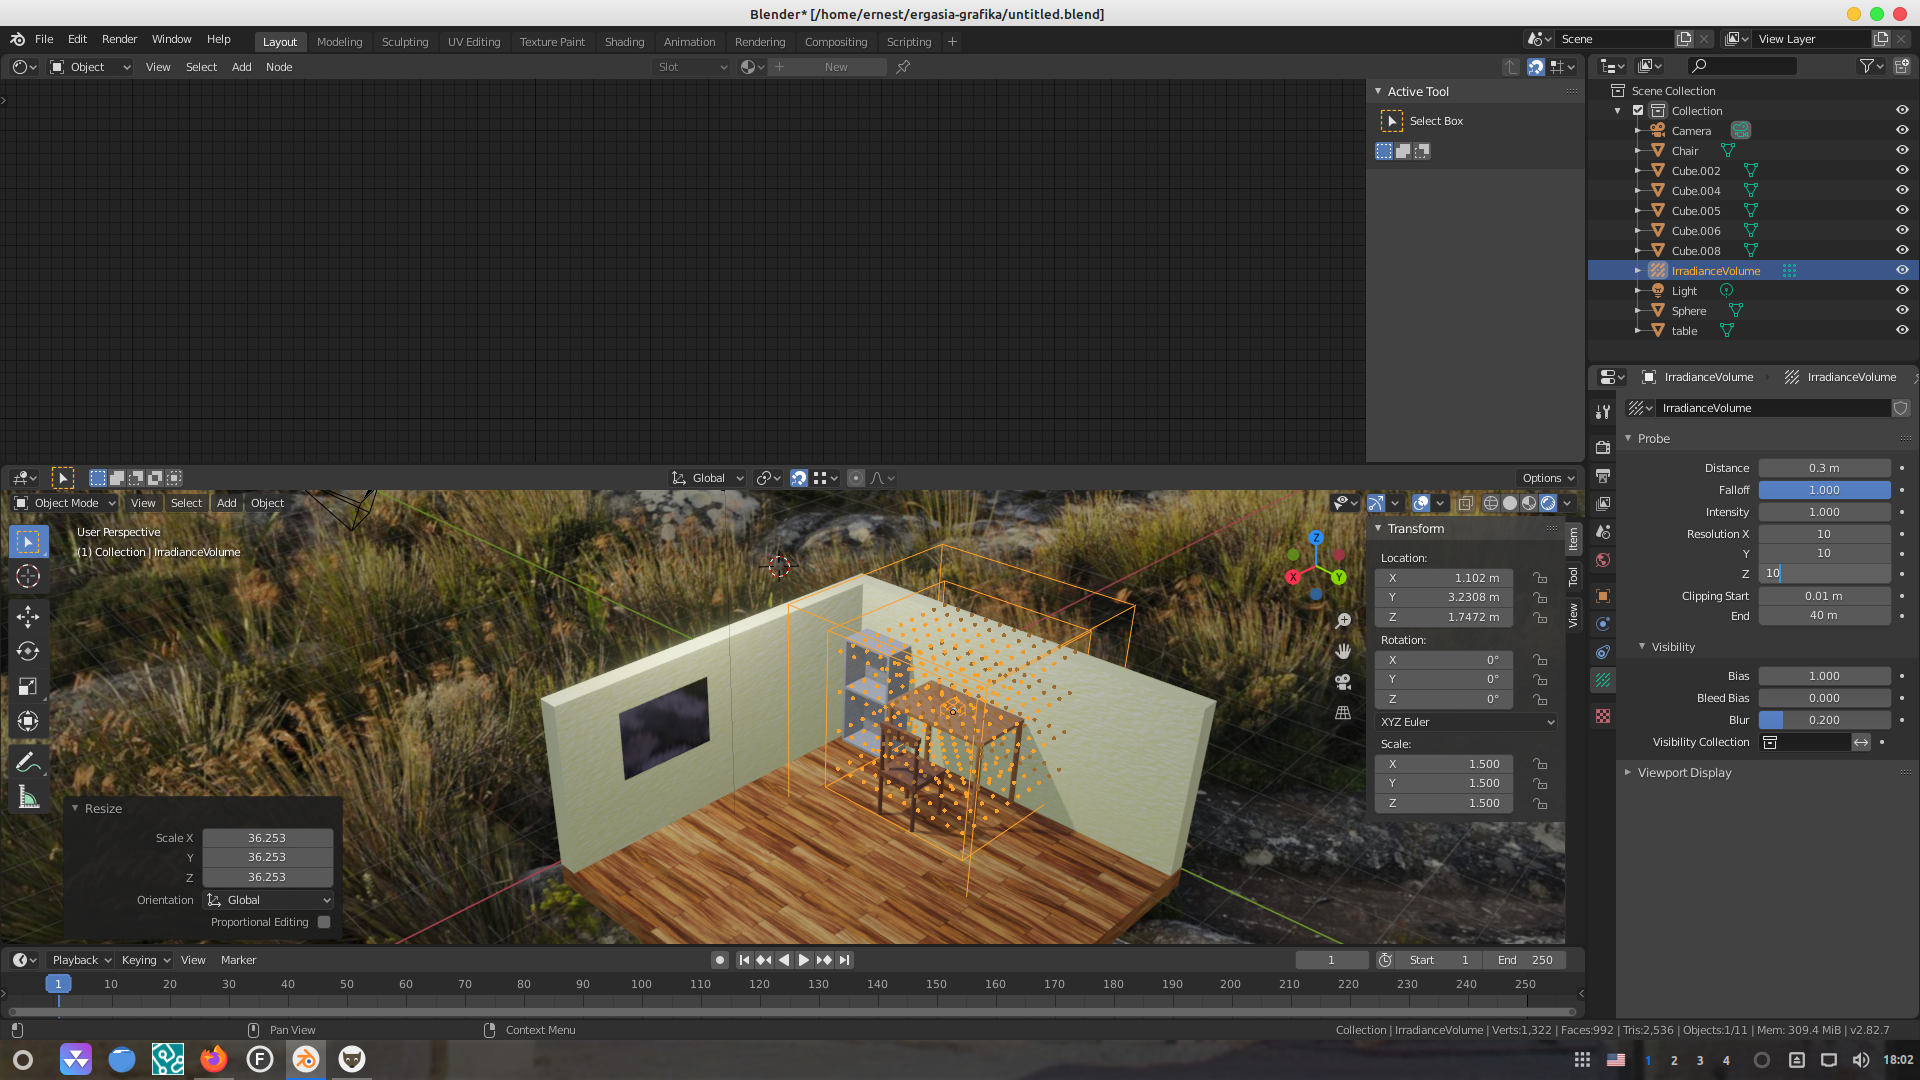 Blender* [/home/ernest/ergasia-grafika/untitled.blend]
File Edit Render Window Help Layout Modeling Sculpting UV Editing Texture Paint Shading Animation Rendering Compositing Scripting + Scene View Layer
Object View Select Add Node Slot New
Active Tool
Select Box
Scene Collection
Collection
Camera
Chair
Cube.002
Cube.004
Cube.005
Cube.006
Cube.008
IrradianceVolume
Light
Sphere
table
IrradianceVolume IrradianceVolume
IrradianceVolume
Probe
Distance 0.3 m
Falloff 1.000
Intensity 1.000
Resolution X 10
Y 10
Z 10
Clipping Start 0.01 m
End 40 m
Visibility
Bias 1.000
Bleed Bias 0.000
Blur 0.200
Visibility Collection
Viewport Display
Global Options
Object Mode View Select Add Object
User Perspective
(1) Collection | IrradianceVolume
Z
X
Y
Transform
Location:
X 1.102 m
Y 3.2308 m
Z 1.7472 m
Rotation:
X 0°
Y 0°
Z 0°
XYZ Euler
Scale:
X 1.500
Y 1.500
Z 1.500
Item
Tool
View
Resize
Scale X 36.253
Y 36.253
Z 36.253
Orientation Global
Proportional Editing
Playback Keying View Marker 1 Start 1 End 250
1 10 20 30 40 50 60 70 80 90 100 110 120 130 140 150 160 170 180 190 200 210 220 230 240 250
Pan View Context Menu Collection | IrradianceVolume | Verts:1,322 | Faces:992 | Tris:2,536 | Objects:1/11 | Mem: 309.4 MiB | v2.82.7
F 1 2 3 4 18:02